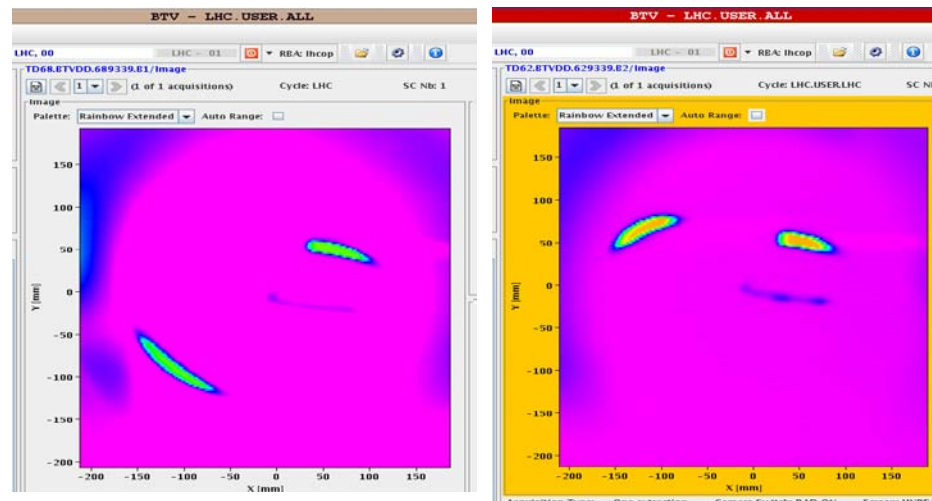 BTV - LHC.USER.ALL
LHC, 00 LHC - 01 RBA: lhcop
TD68.BTVDD.689339.B1/Image
1 (1 of 1 acquisitions) Cycle: LHC SC Nb: 1
Image
Palette: Rainbow Extended Auto Range:
150
100
50
0
-50
-100
-150
-200
Y [mm]
-200 -150 -100 -50 0 50 100 150
X [mm]
BTV - LHC.USER.ALL
LHC, 00 LHC - 01 RBA: lhcop
TD62.BTVDD.629339.B2/Image
1 (1 of 1 acquisitions) Cycle: LHC.USER.LHC SC
Image
Palette: Rainbow Extended Auto Range:
150
100
50
0
-50
-100
-150
-200
Y [mm]
-200 -150 -100 -50 0 50 100 150
X [mm]